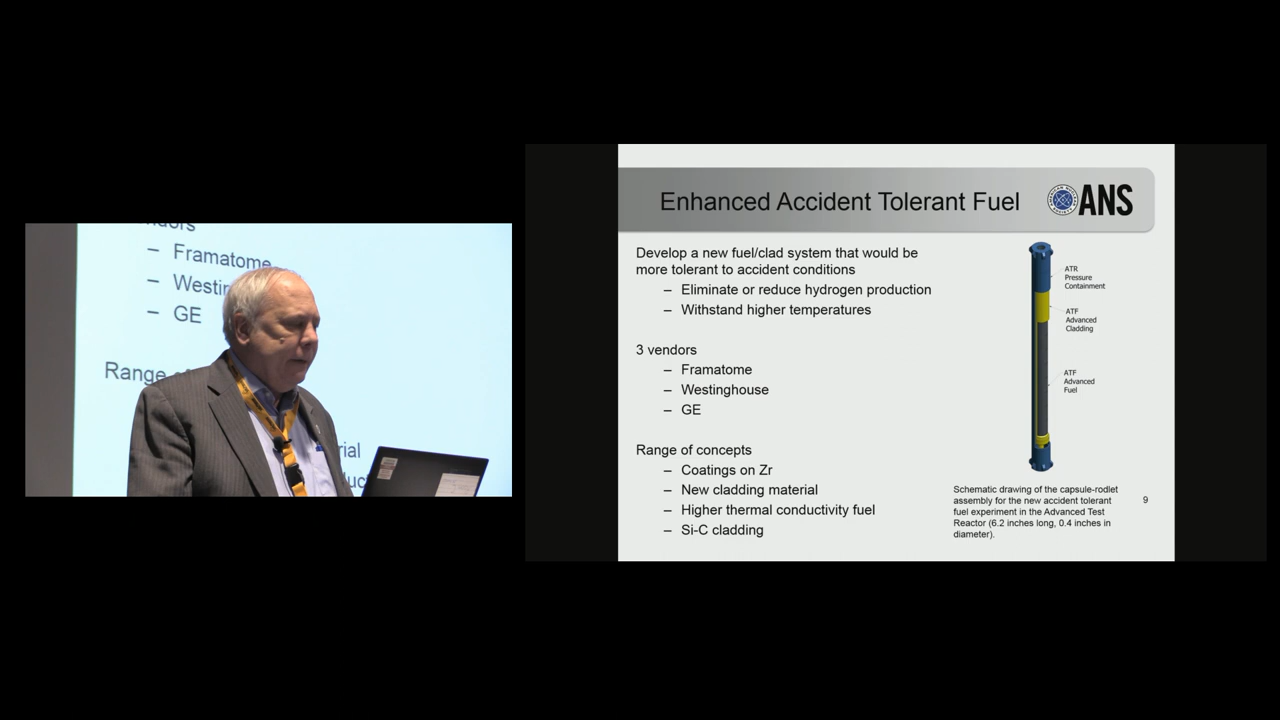 Framatome
GE
Enhanced Accident Tolerant Fuel
ANS
Develop a new fuel/clad system that would be
more tolerant to accident conditions
– Eliminate or reduce hydrogen production
– Withstand higher temperatures
3 vendors
– Framatome
– Westinghouse
– GE
Range of concepts
– Coatings on Zr
– New cladding material
– Higher thermal conductivity fuel
– Si-C cladding
ATR
Pressure
Containment
ATF
Advanced
Cladding
ATF
Advanced
Fuel
Schematic drawing of the capsule-rodlet
assembly for the new accident tolerant
fuel experiment in the Advanced Test
Reactor (6.2 inches long, 0.4 inches in
diameter).
9